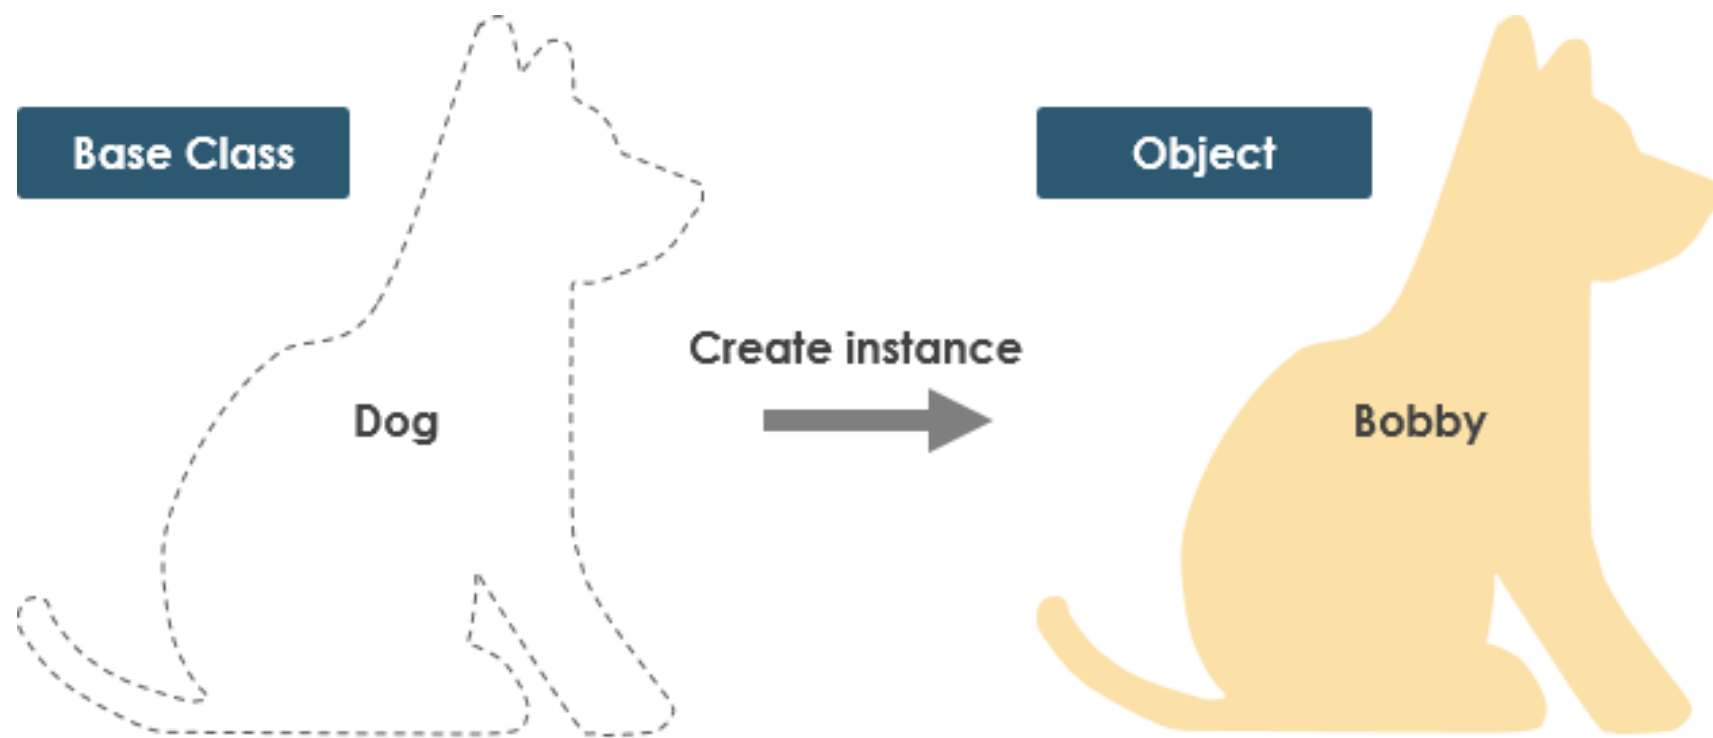 Base Class
Object
Create instance
Dog
Bobby